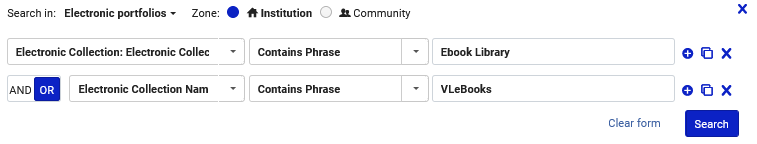 Search in: Electronic portfolios Zone: Institution Community
Electronic Collection: Electronic Collec Contains Phrase Ebook Library
AND OR Electronic Collection Nam Contains Phrase VLeBooks
Clear form Search